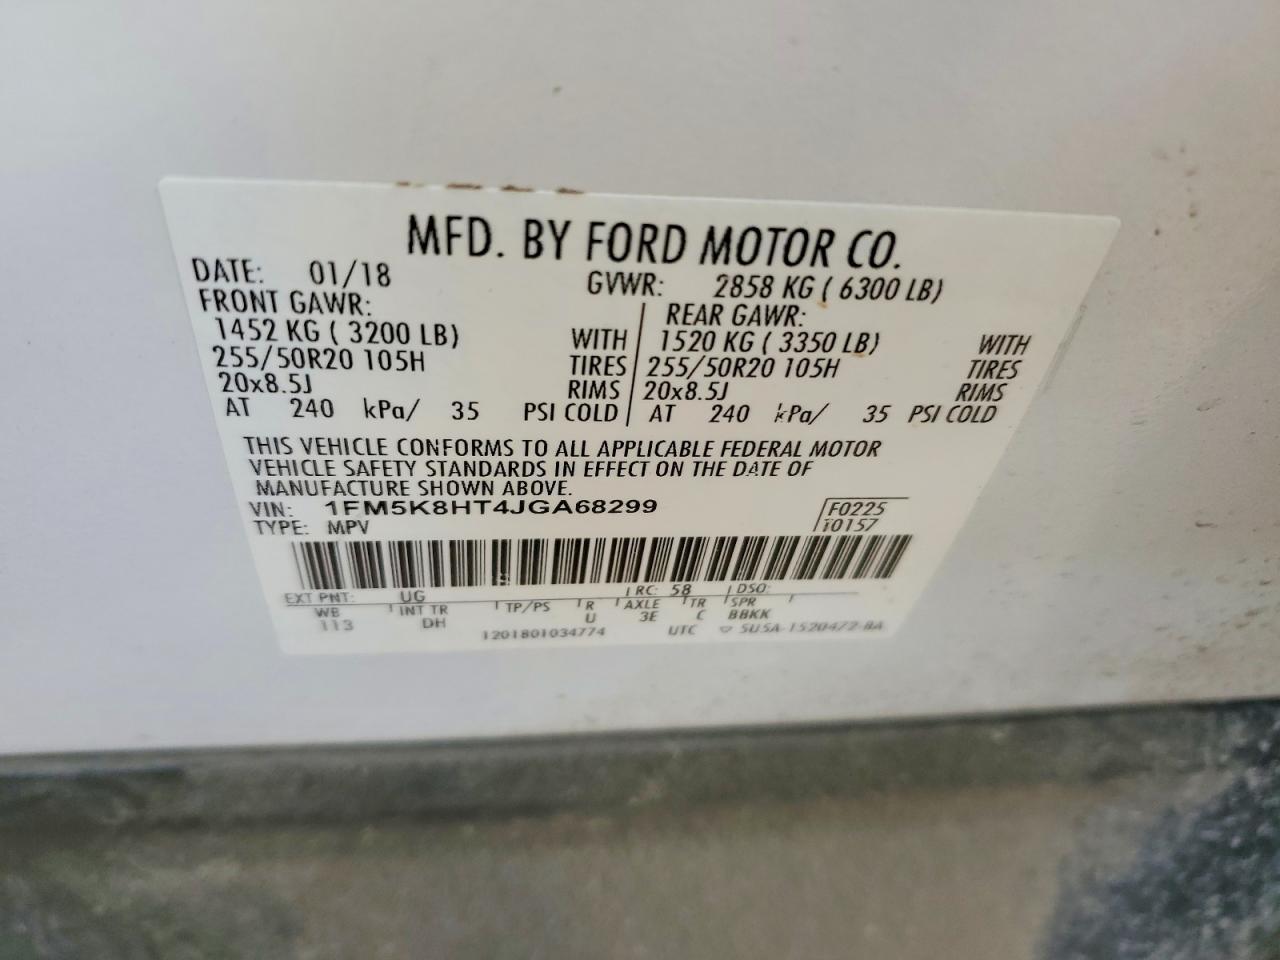 MFD. BY FORD MOTOR CO.
DATE: 01/18 GVWR: 2858 KG ( 6300 LB)
FRONT GAWR: REAR GAWR:
1452 KG ( 3200 LB) WITH 1520 KG ( 3350 LB) WITH
255/50R20 105H TIRES 255/50R20 105H TIRES
20x8.5J RIMS 20x8.5J RIMS
AT 240 kPa/ 35 PSI COLD AT 240 kPa/ 35 PSI COLD
THIS VEHICLE CONFORMS TO ALL APPLICABLE FEDERAL MOTOR
VEHICLE SAFETY STANDARDS IN EFFECT ON THE DATE OF
MANUFACTURE SHOWN ABOVE.
VIN: 1FM5K8HT4JGA68299 F0225
TYPE: MPV 10157
EXT PNT: UG RC: 58 DSO:
WB INT TR TP/PS R AXLE TR SPR
113 DH U 3E C BBKK
1201801034774 UTC